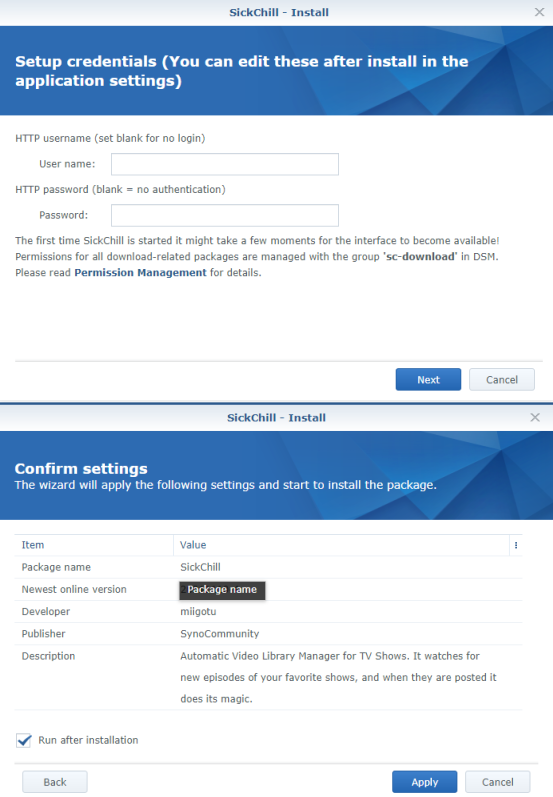 SickChill - Install
Setup credentials (You can edit these after install in the
application settings)
HTTP username (set blank for no login)
User name:
HTTP password (blank = no authentication)
Password:
The first time SickChill is started it might take a few moments for the interface to become available!
Permissions for all download-related packages are managed with the group 'sc-download' in DSM.
Please read Permission Management for details.
Next Cancel
SickChill - Install
Confirm settings
The wizard will apply the following settings and start to install the package.
Item Value
Package name SickChill
Newest online version Package name
Developer miigotu
Publisher SynoCommunity
Description Automatic Video Library Manager for TV Shows. It watches for
new episodes of your favorite shows, and when they are posted it
does its magic.
Run after installation
Back Apply Cancel